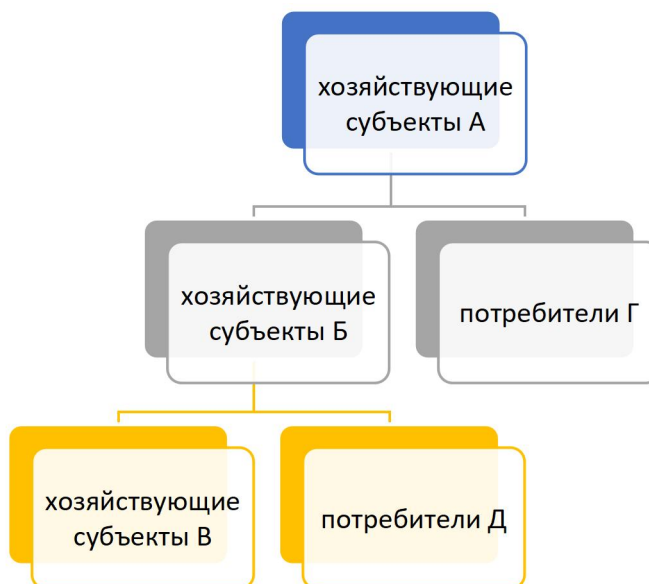 хозяйствующие
субъекты А
хозяйствующие
субъекты Б
потребители Г
хозяйствующие
субъекты В
потребители Д